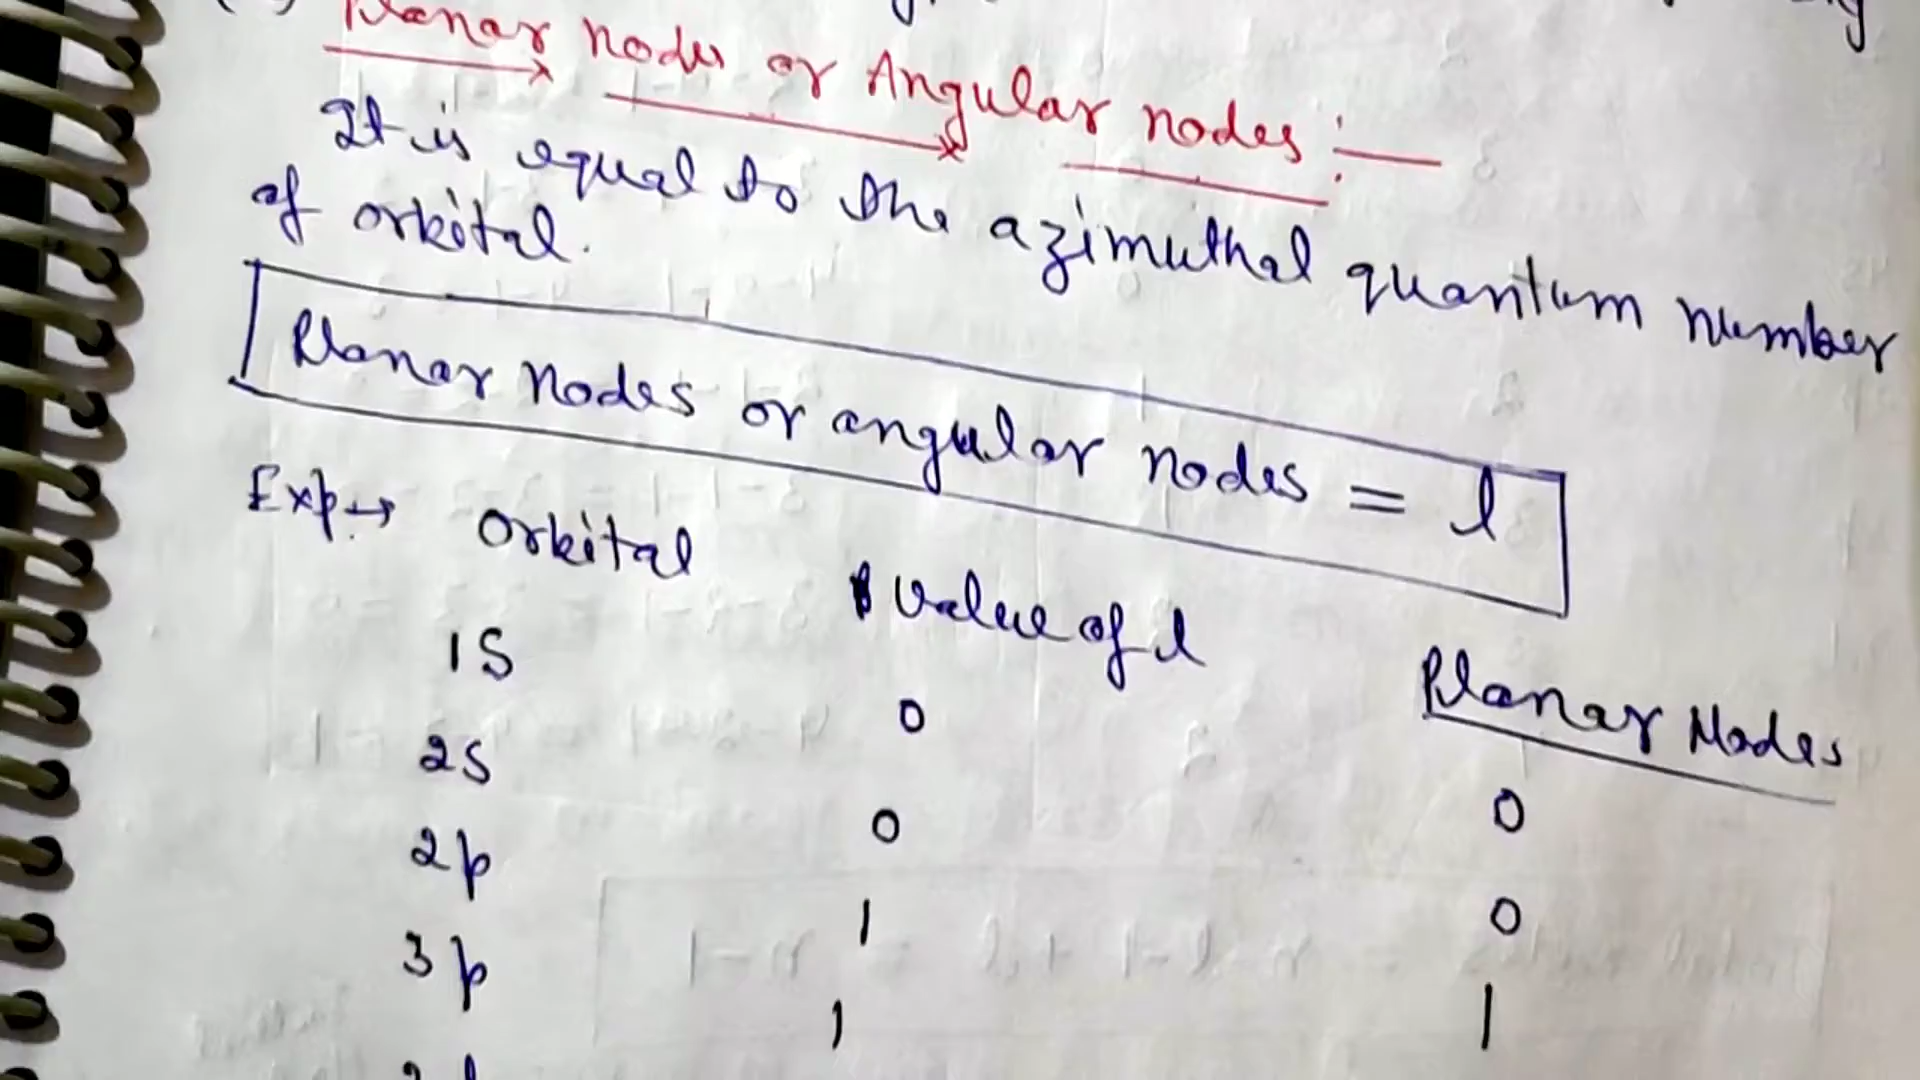 Planar nodes or Angular nodes :—
It is equal to the azimuthal quantum number
of orbital.
Planar Nodes or angular nodes = l
Exp→ Orbital Value of l Planar Nodes
1S 0 0
2S 0 0
2p 1 1
3p 1